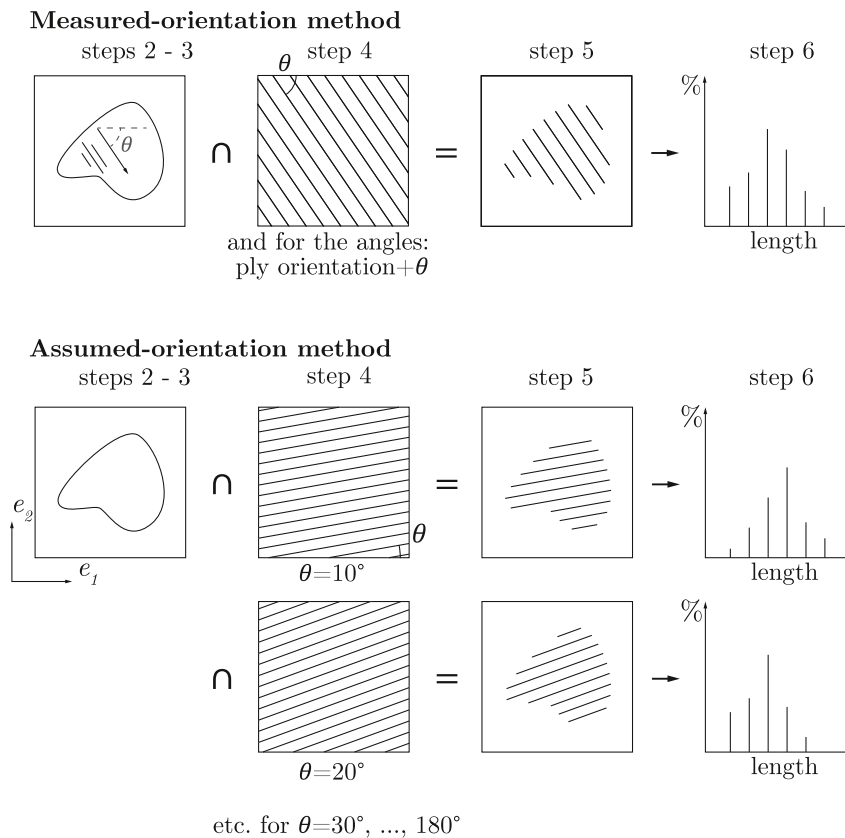 Measured-orientation method
steps 2 - 3 step 4 step 5 step 6
θ
%
θ
∩ =
length
and for the angles:
ply orientation+θ
Assumed-orientation method
steps 2 - 3 step 4 step 5 step 6
%
∩ =
e2
θ
e1
θ=10°
length
%
∩ =
θ=20°
length
etc. for θ=30°, ..., 180°